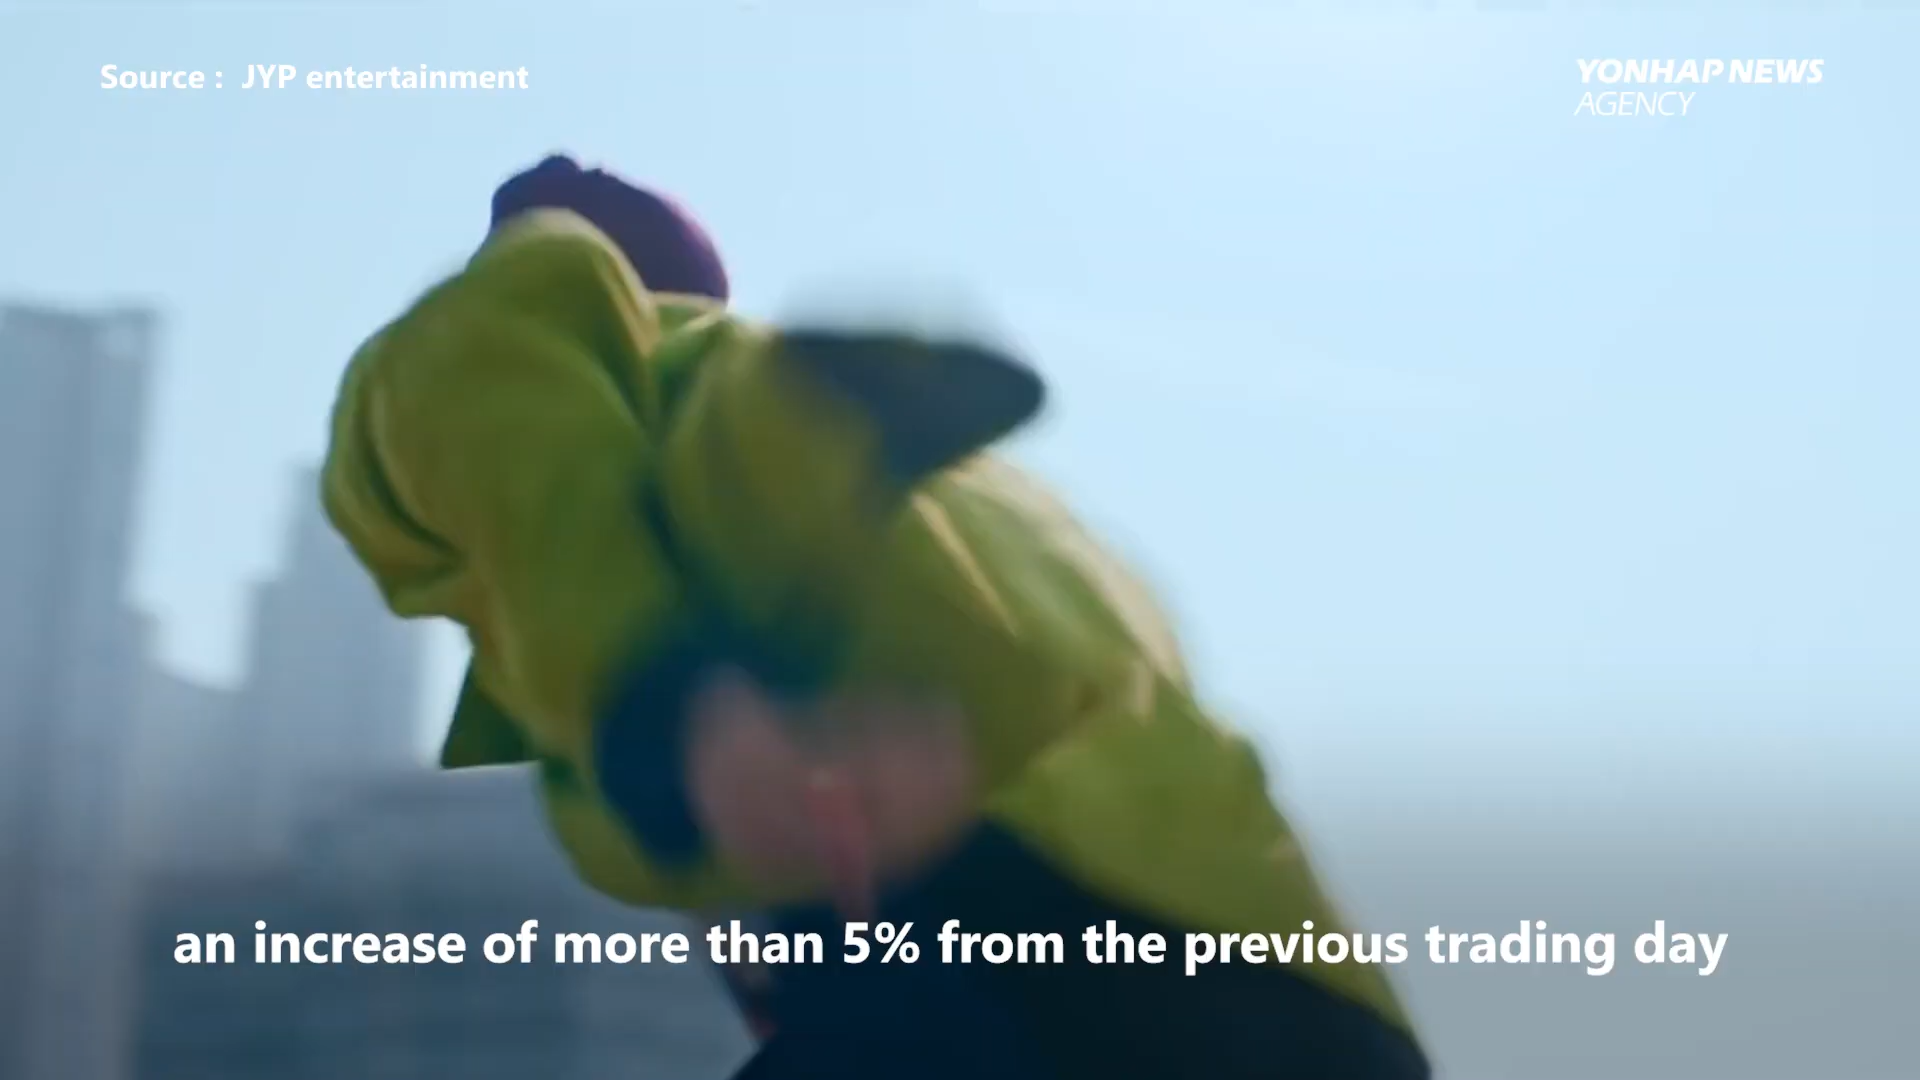 Source : JYP entertainment
YONHAP NEWS
AGENCY
an increase of more than 5% from the previous trading day